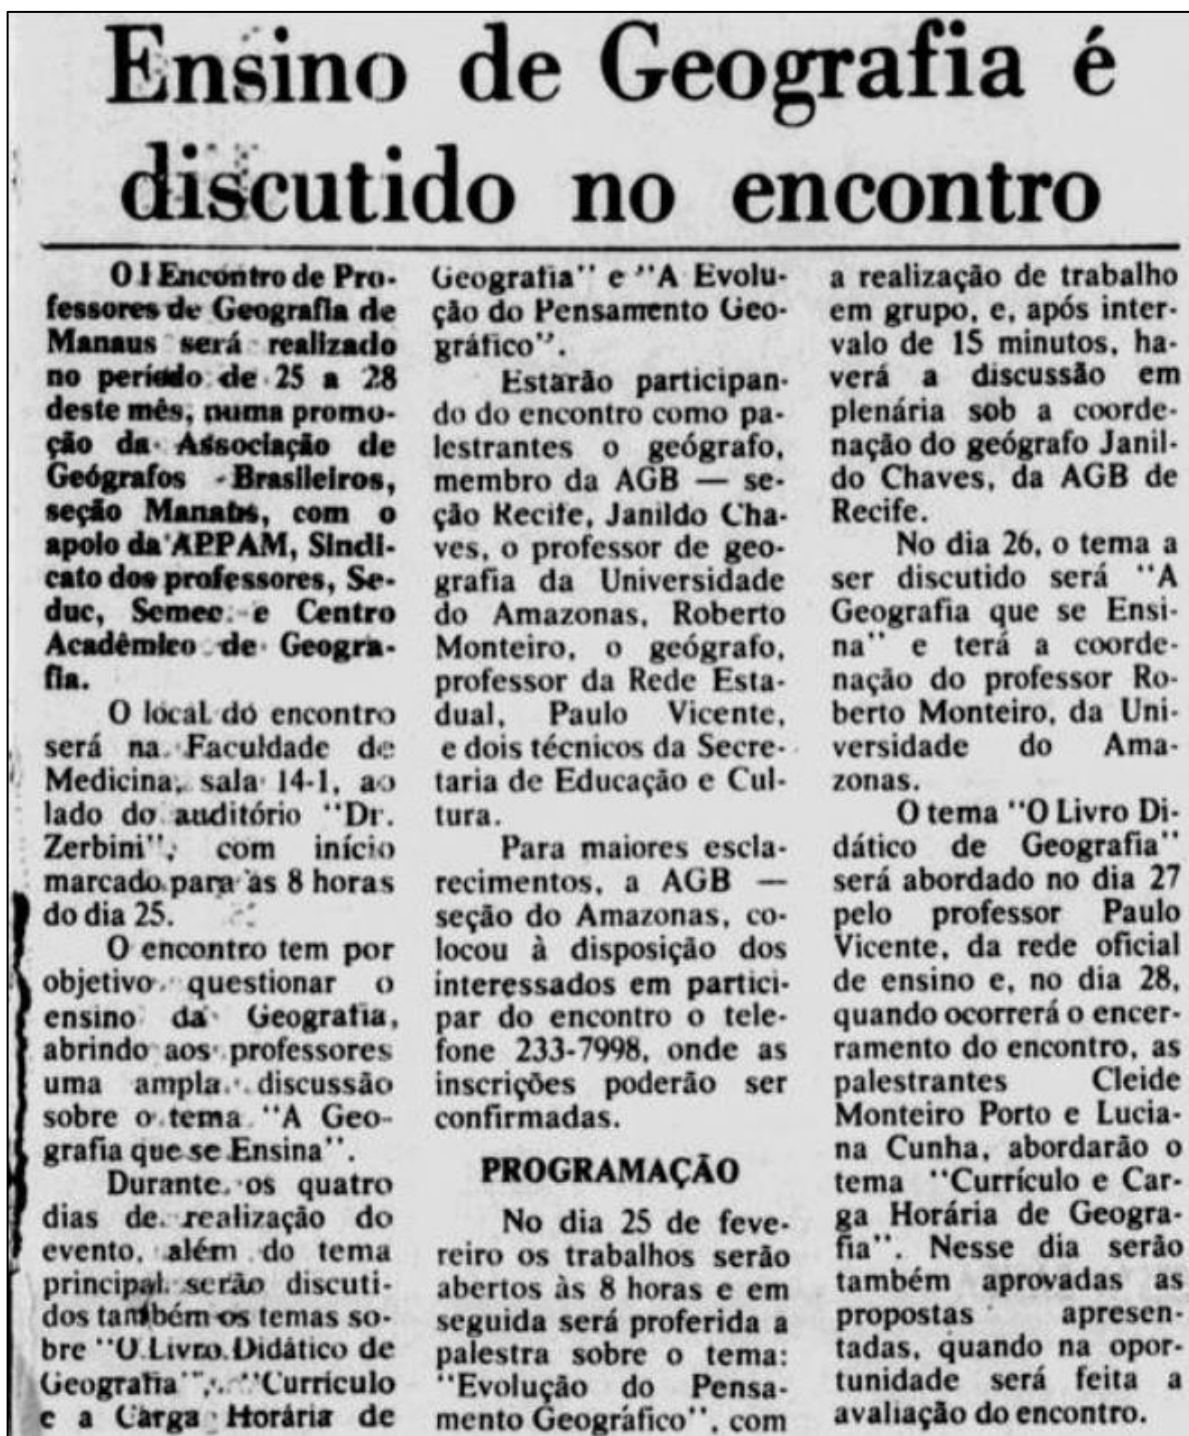 Ensino de Geografia é
discutido no encontro
O I Encontro de Pro-
fessores de Geografia de
Manaus será realizado
no período de 25 a 28
deste mês, numa promo-
ção da Associação de
Geógrafos Brasileiros,
seção Manaus, com o
apoio da APPAM, Sindi-
cato dos professores, Se-
duc, Semec e Centro
Acadêmico de Geogra-
fia.
O local do encontro
será na Faculdade de
Medicina, sala 14-1, ao
lado do auditório "Dr.
Zerbini", com início
marcado para as 8 horas
do dia 25.
O encontro tem por
objetivo questionar o
ensino da Geografia,
abrindo aos professores
uma ampla discussão
sobre o tema "A Geo-
grafia que se Ensina".
Durante os quatro
dias de realização do
evento, além do tema
principal serão discuti-
dos também os temas so-
bre "O Livro Didático de
Geografia", "Currículo
e a Carga Horária de
Geografia" e "A Evolu-
ção do Pensamento Geo-
gráfico".
Estarão participan-
do do encontro como pa-
lestrantes o geógrafo,
membro da AGB — se-
ção Recife, Janildo Cha-
ves, o professor de geo-
grafia da Universidade
do Amazonas, Roberto
Monteiro, o geógrafo,
professor da Rede Esta-
dual, Paulo Vicente,
e dois técnicos da Secre-
taria de Educação e Cul-
tura.
Para maiores escla-
recimentos, a AGB —
seção do Amazonas, co-
locou à disposição dos
interessados em partici-
par do encontro o tele-
fone 233-7998, onde as
inscrições poderão ser
confirmadas.
PROGRAMAÇÃO
No dia 25 de feve-
reiro os trabalhos serão
abertos às 8 horas e em
seguida será proferida a
palestra sobre o tema:
"Evolução do Pensa-
mento Geográfico", com
a realização de trabalho
em grupo, e, após inter-
valo de 15 minutos, ha-
verá a discussão em
plenária sob a coorde-
nação do geógrafo Janil-
do Chaves, da AGB de
Recife.
No dia 26, o tema a
ser discutido será "A
Geografia que se Ensi-
na" e terá a coorde-
nação do professor Ro-
berto Monteiro, da Uni-
versidade do Ama-
zonas.
O tema "O Livro Di-
dático de Geografia"
será abordado no dia 27
pelo professor Paulo
Vicente, da rede oficial
de ensino e, no dia 28,
quando ocorrerá o encer-
ramento do encontro, as
palestrantes Cleide
Monteiro Porto e Lucia-
na Cunha, abordarão o
tema "Currículo e Car-
ga Horária de Geogra-
fia". Nesse dia serão
também aprovadas as
propostas apresen-
tadas, quando na opor-
tunidade será feita a
avaliação do encontro.